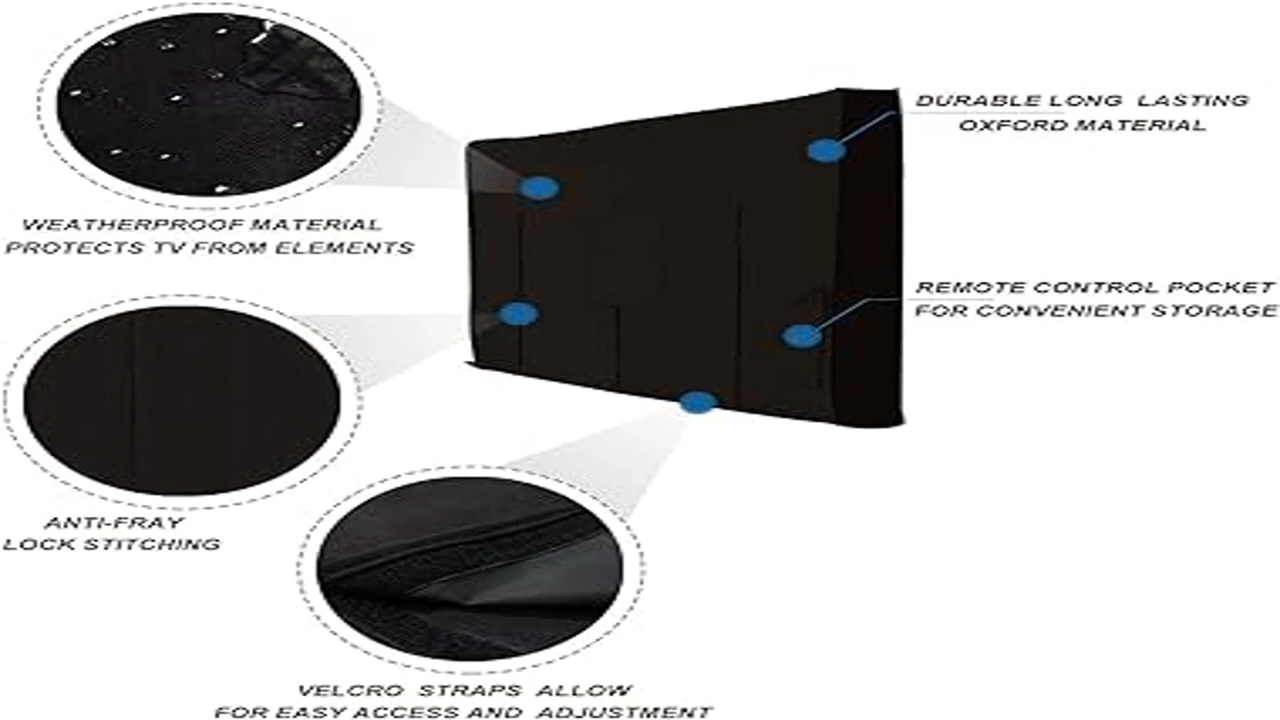 DURABLE LONG LASTING
OXFORD MATERIAL
WEATHERPROOF MATERIAL
PROTECTS TV FROM ELEMENTS
REMOTE CONTROL POCKET
FOR CONVENIENT STORAGE
ANTI-FRAY
LOCK STITCHING
VELCRO STRAPS ALLOW
FOR EASY ACCESS AND ADJUSTMENT